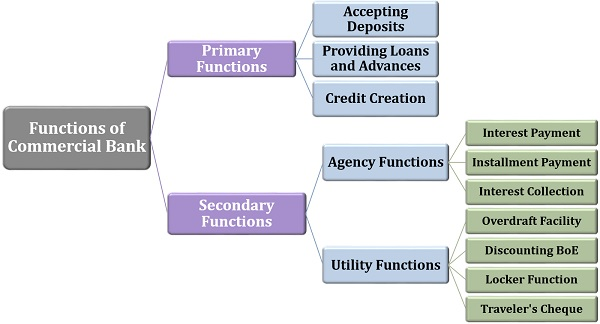 Functions of
Commercial Bank
Primary
Functions
Accepting
Deposits
Providing Loans
and Advances
Credit Creation
Secondary
Functions
Agency Functions
Interest Payment
Installment Payment
Interest Collection
Utility Functions
Overdraft Facility
Discounting BoE
Locker Function
Traveler's Cheque